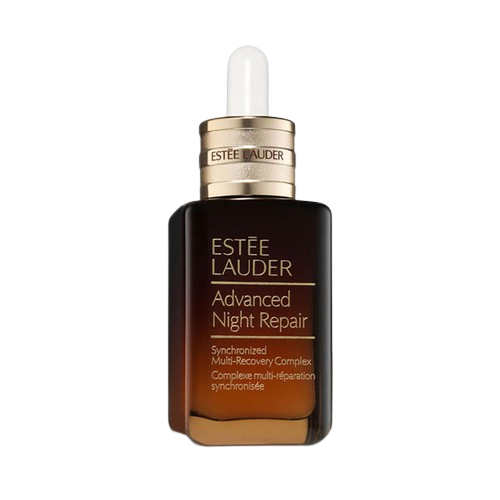 ESTĒE LAUDER
ESTĒE
LAUDER
Advanced
Night Repair
Synchronized
Multi-Recovery Complex
Complexe multi-réparation
synchronisée